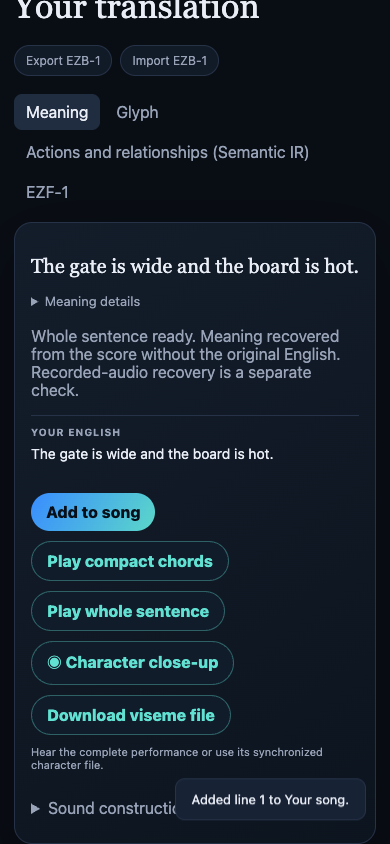 Your translation
Export EZB-1 Import EZB-1
Meaning Glyph
Actions and relationships (Semantic IR)
EZF-1
The gate is wide and the board is hot.
▶ Meaning details
Whole sentence ready. Meaning recovered
from the score without the original English.
Recorded-audio recovery is a separate
check.
YOUR ENGLISH
The gate is wide and the board is hot.
Add to song
Play compact chords
Play whole sentence
◉ Character close-up
Download viseme file
Hear the complete performance or use its synchronized
character file.
▶ Sound
Added line 1 to Your song.